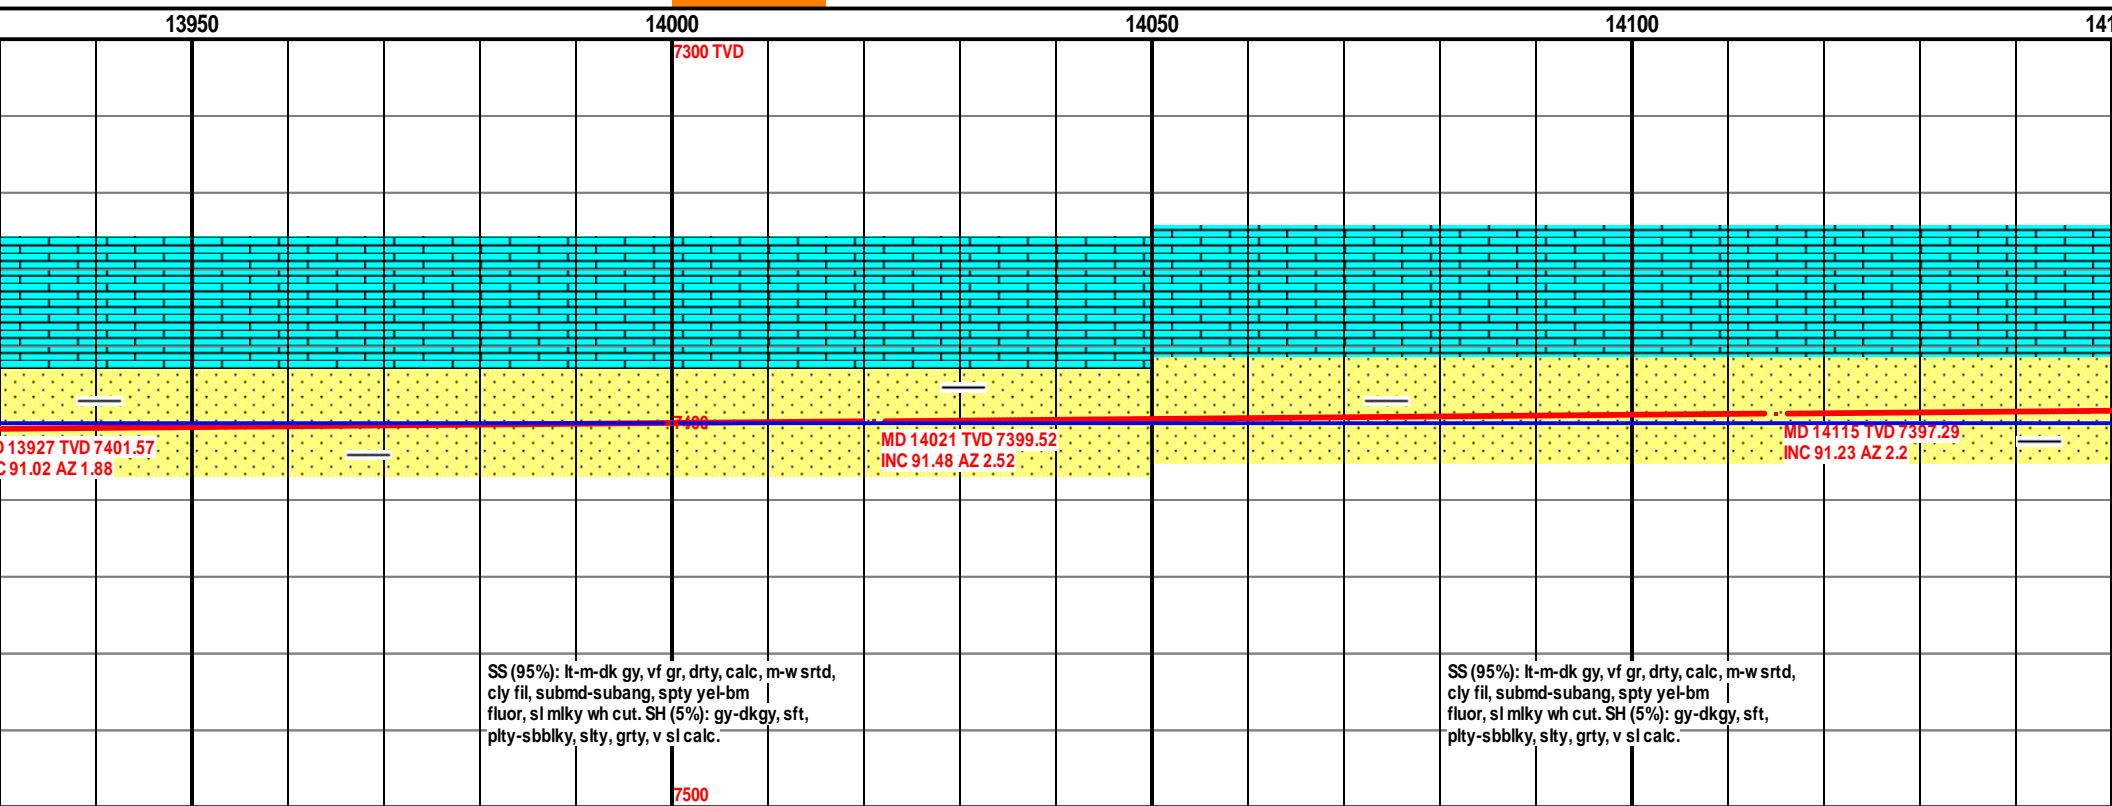 13950 14000 14050 14100 141
7300 TVD
7400
D 13927 TVD 7401.57
C 91.02 AZ 1.88
MD 14021 TVD 7399.52
INC 91.48 AZ 2.52
MD 14115 TVD 7397.29
INC 91.23 AZ 2.2
SS (95%): lt-m-dk gy, vf gr, drty, calc, m-w srtd,
cly fil, submd-subang, spty yel-brn
fluor, sl mlky wh cut. SH (5%): gy-dkgy, sft,
plty-sbblky, slty, grty, v sl calc.
SS (95%): lt-m-dk gy, vf gr, drty, calc, m-w srtd,
cly fil, submd-subang, spty yel-brn
fluor, sl mlky wh cut. SH (5%): gy-dkgy, sft,
plty-sbblky, slty, grty, v sl calc.
7500